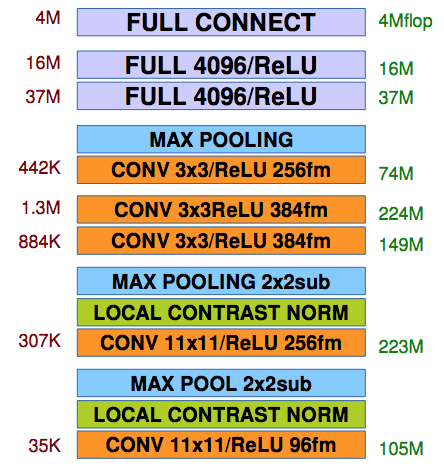 4M FULL CONNECT 4Mflop
16M FULL 4096/ReLU 16M
37M FULL 4096/ReLU 37M
MAX POOLING
442K CONV 3x3/ReLU 256fm 74M
1.3M CONV 3x3ReLU 384fm 224M
884K CONV 3x3/ReLU 384fm 149M
MAX POOLING 2x2sub
LOCAL CONTRAST NORM
307K CONV 11x11/ReLU 256fm 223M
MAX POOL 2x2sub
LOCAL CONTRAST NORM
35K CONV 11x11/ReLU 96fm 105M